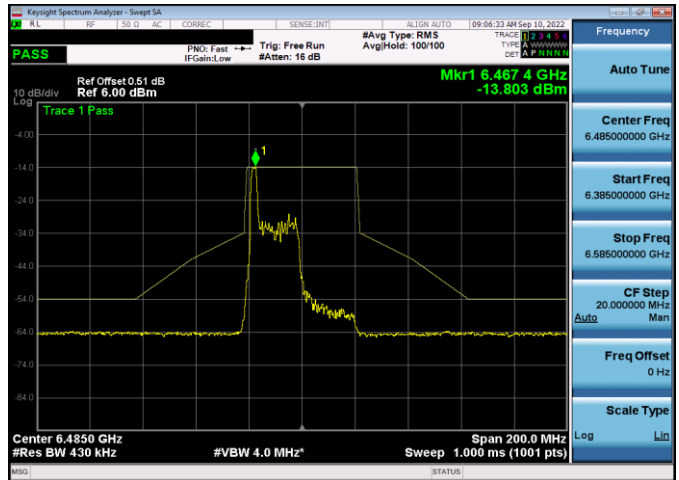 Keysight Spectrum Analyzer - Swept SA
RL RF 50 Ω AC CORREC SENSE:INT ALIGN AUTO 09:06:33 AM Sep 10, 2022
Frequency
PASS
PNO: Fast
IFGain:Low
Trig: Free Run
#Atten: 16 dB
#Avg Type: RMS
Avg|Hold: 100/100
TRACE 1 2 3 4 5 6
TYPE A WWWWW
DET A P N N N N
Ref Offset 0.51 dB
10 dB/div Ref 6.00 dBm
Log
Mkr1 6.467 4 GHz
-13.803 dBm
Trace 1 Pass
1
-4.00
-14.0
-24.0
-34.0
-44.0
-54.0
-64.0
-74.0
-84.0
Center 6.4850 GHz
#Res BW 430 kHz
#VBW 4.0 MHz*
Span 200.0 MHz
Sweep 1.000 ms (1001 pts)
Auto Tune
Center Freq
6.485000000 GHz
Start Freq
6.385000000 GHz
Stop Freq
6.585000000 GHz
CF Step
20.000000 MHz
Auto Man
Freq Offset
0 Hz
Scale Type
Log Lin
MSG STATUS